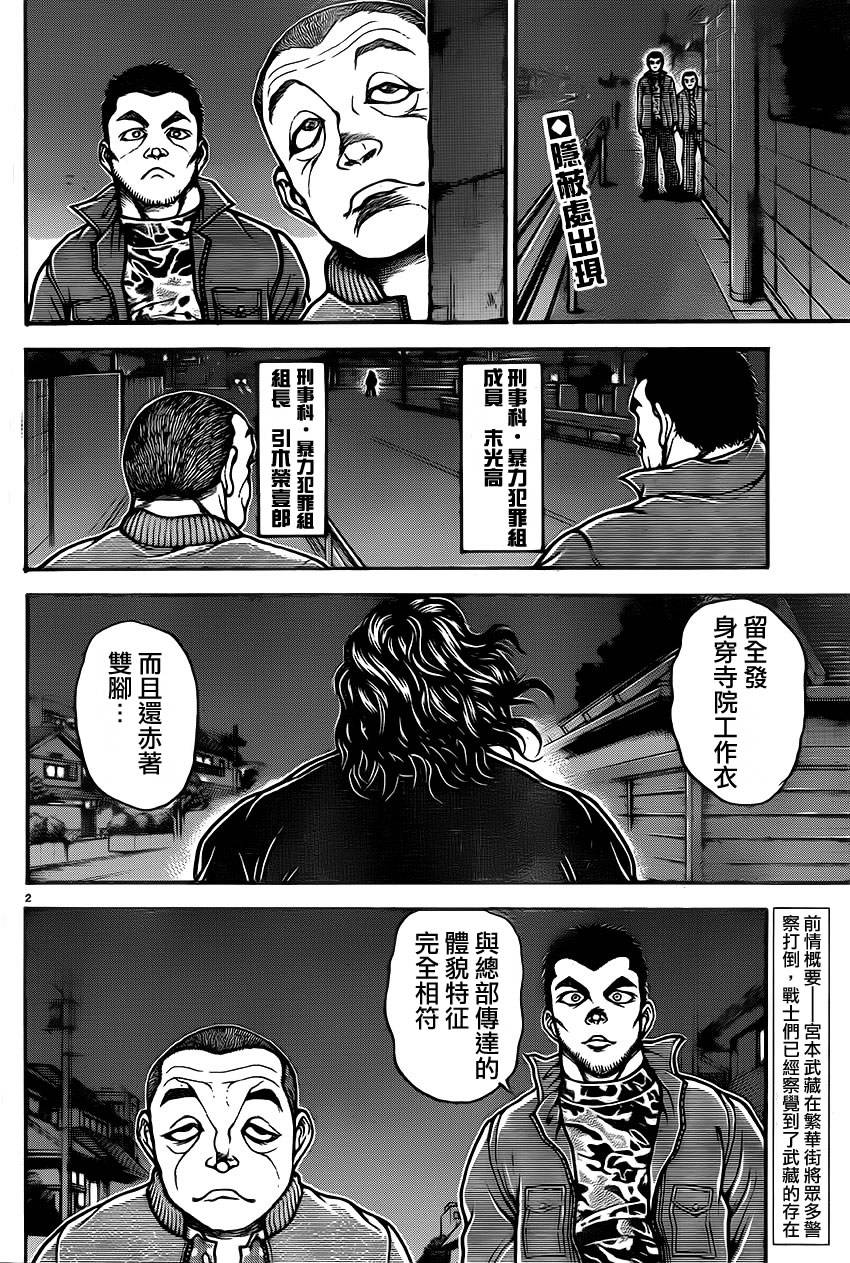 ◆隱蔽處出現
刑事科・暴力犯罪組
成員 末光高
刑事科・暴力犯罪組
組長 引木榮壹郎
留全發
身穿寺院工作衣
而且還赤著
雙腳…
2
前情概要——宮本武藏在繁華街將眾多警
察打倒，戰士們已經察覺到了武藏的存在
與總部傳達的
體貌特征
完全相符